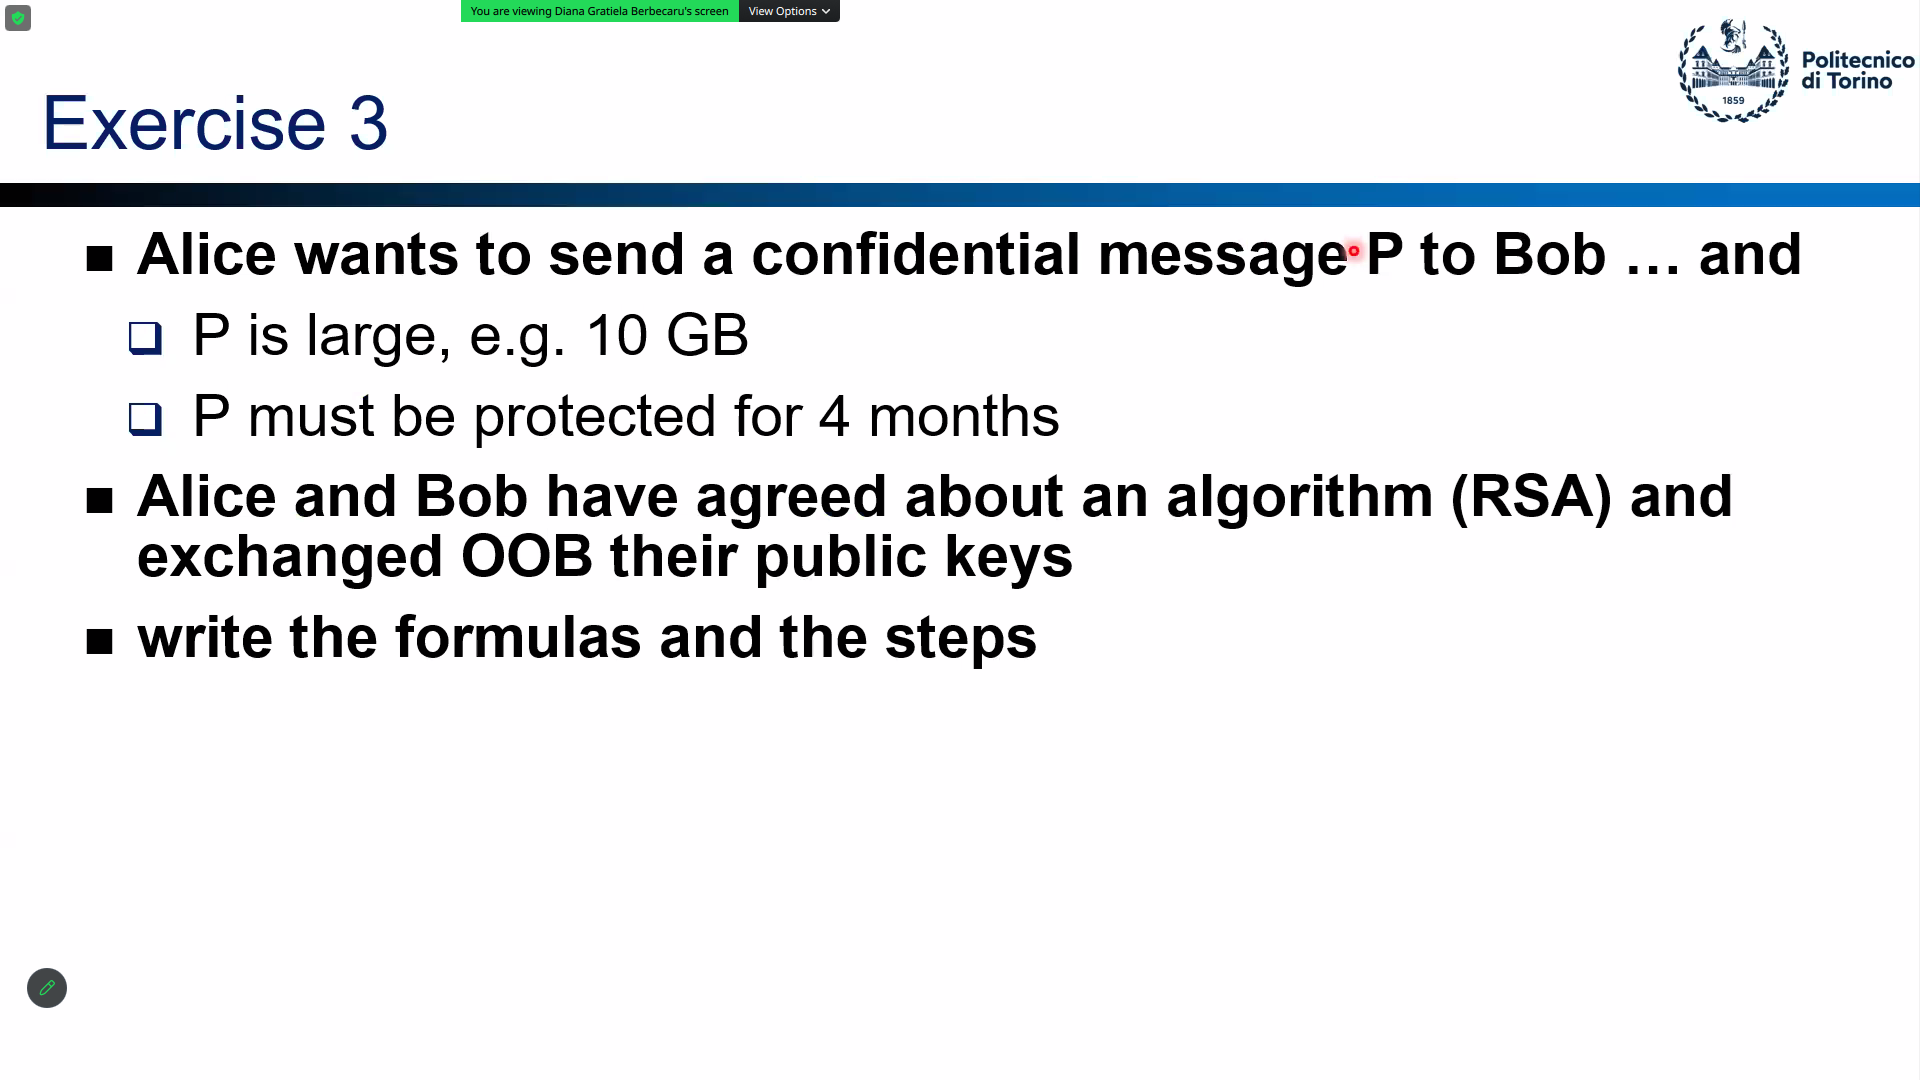 You are viewing Diana Gratiela Berbecaru's screen View Options
Politecnico
di Torino
1859
Exercise 3
Alice wants to send a confidential message P to Bob … and
P is large, e.g. 10 GB
P must be protected for 4 months
Alice and Bob have agreed about an algorithm (RSA) and
exchanged OOB their public keys
write the formulas and the steps